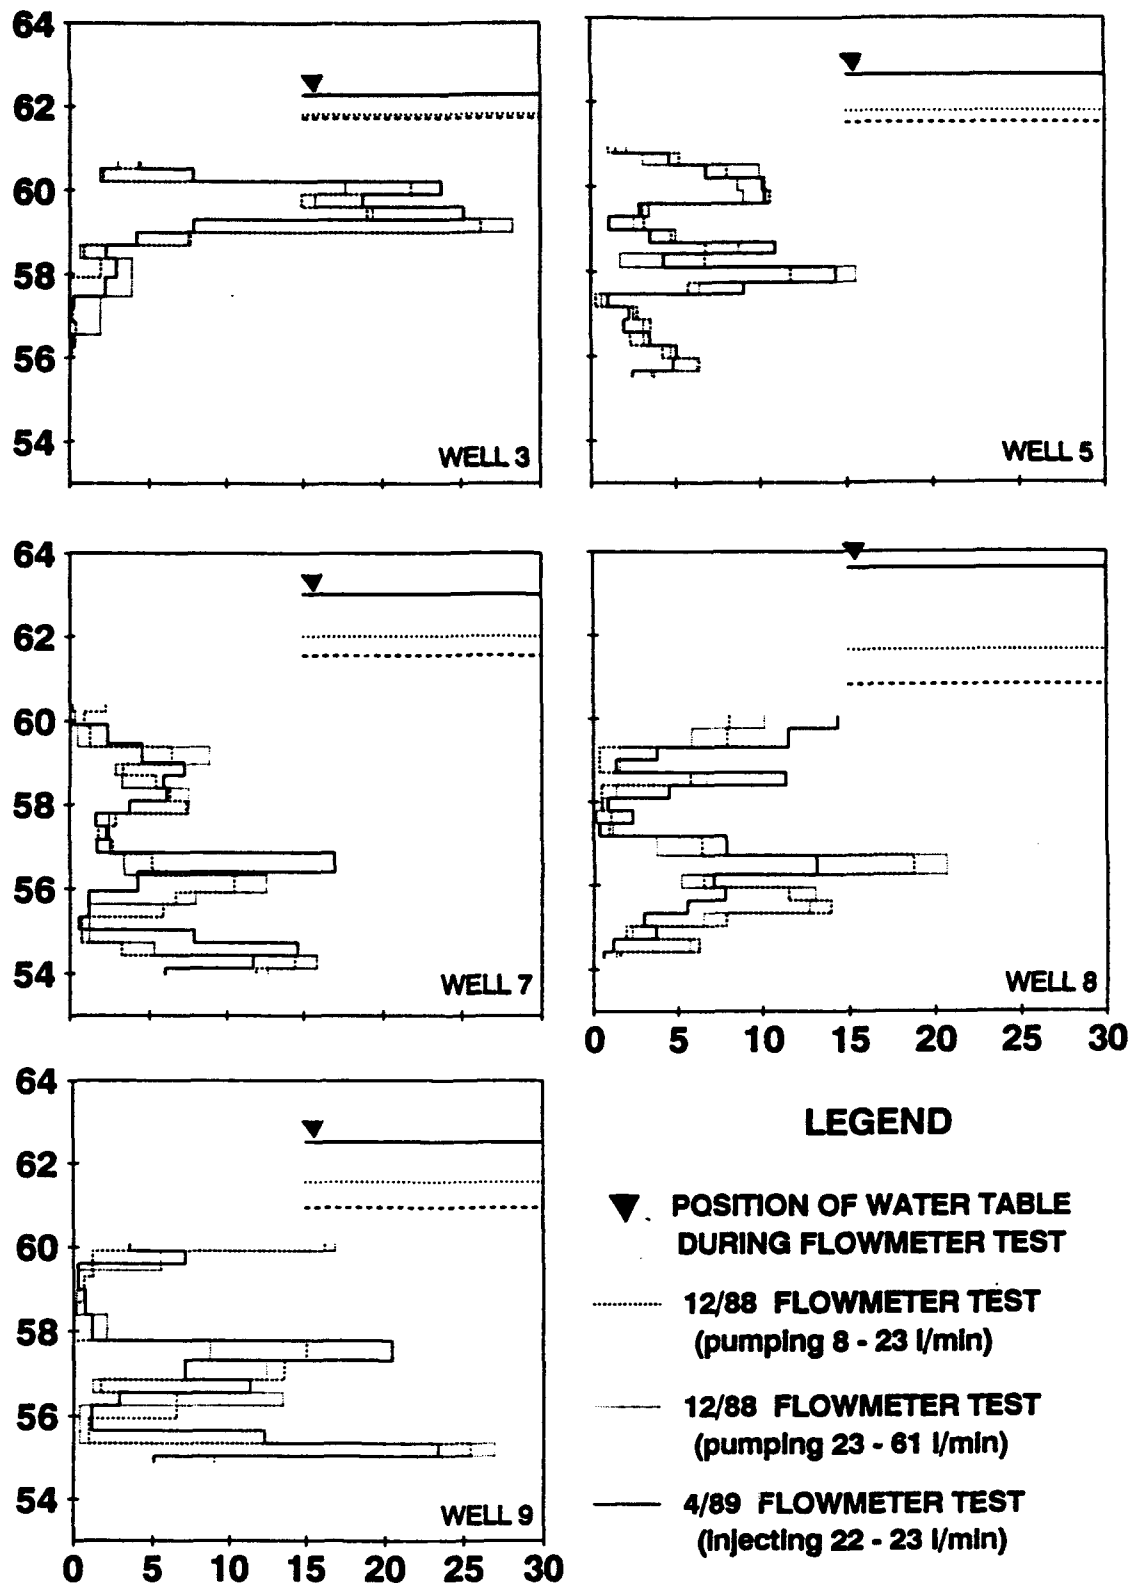 64
62
60
58
56
54
WELL 3
WELL 5
64
62
60
58
56
54
WELL 7
WELL 8
0 5 10 15 20 25 30
64
62
60
58
56
54
WELL 9
0 5 10 15 20 25 30
LEGEND
POSITION OF WATER TABLE
DURING FLOWMETER TEST
12/88 FLOWMETER TEST
(pumping 8 - 23 l/min)
12/88 FLOWMETER TEST
(pumping 23 - 61 l/min)
4/89 FLOWMETER TEST
(injecting 22 - 23 l/min)